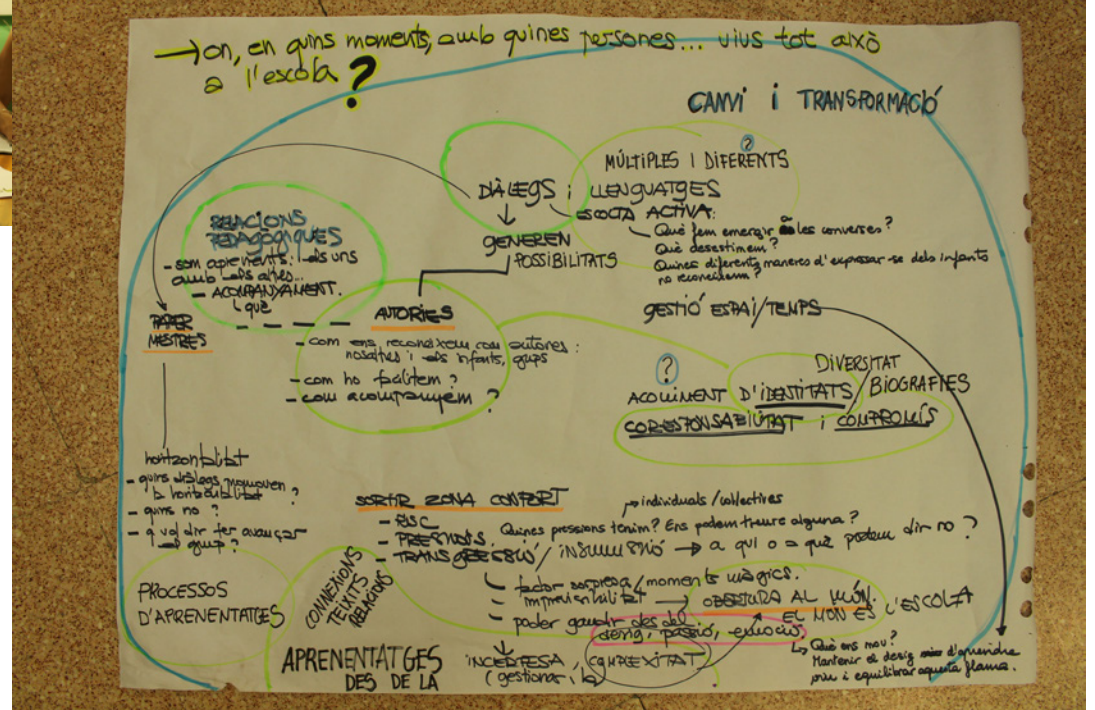 → on, en quins moments, amb quines persones... vius tot això
a l'escola?
CANVI i TRANSFORMACIÓ
?
MÚLTIPLES I DIFERENTS
DIÀLEGS i LLENGUATGES
ESCOLTA ACTIVA:
Què fem emergir les converses?
Què desestimem?
Quines diferents maneres d'expressar-se dels infants
no reconeixem?
GENEREN
POSSIBILITATS
RELACIONS
PEDAGÒGIQUES
- som aprenents: els uns
amb els altres...
- ACOMPANYAMENT.
què
PAPER
MESTRES
AUTORIES
- com ens reconeixem com autores:
nosaltres i els infants, grups
- com ho facilitem?
- com acompanyem?
GESTIÓ ESPAI/TEMPS
?
ACOLLIMENT D'IDENTITATS / DIVERSITAT
BIOGRAFIES
CORESPONSABILITAT i COMPROMÍS
horitzontalitat
- quins diàlegs promouen
la horitzontalitat?
- quins no?
- q vol dir fer avançar
el grup?
SORTIR ZONA CONFORT
- RISC
- TRANSGRESSIÓ / insubmissió → a qui o a què podem dir no?
individuals / col·lectives
Quines pressions tenim? Ens podem treure alguna?
factor sorpresa / moments màgics.
imprevisibilitat → OBERTURA AL MÓN.
EL MON ES L'ESCOLA
- poder gaudir des del
desig, passió, emoció
Què ens mou?
Mantenir el desig d'aprendre
i equilibrar aquesta flama.
PROCESSOS
D'APRENENTATGES
CONNEXIONS
TEIXITS
RELACIONS
APRENENTATGES
DES DE LA
INCERTESA, COMPLEXITAT
(gestionar, la)